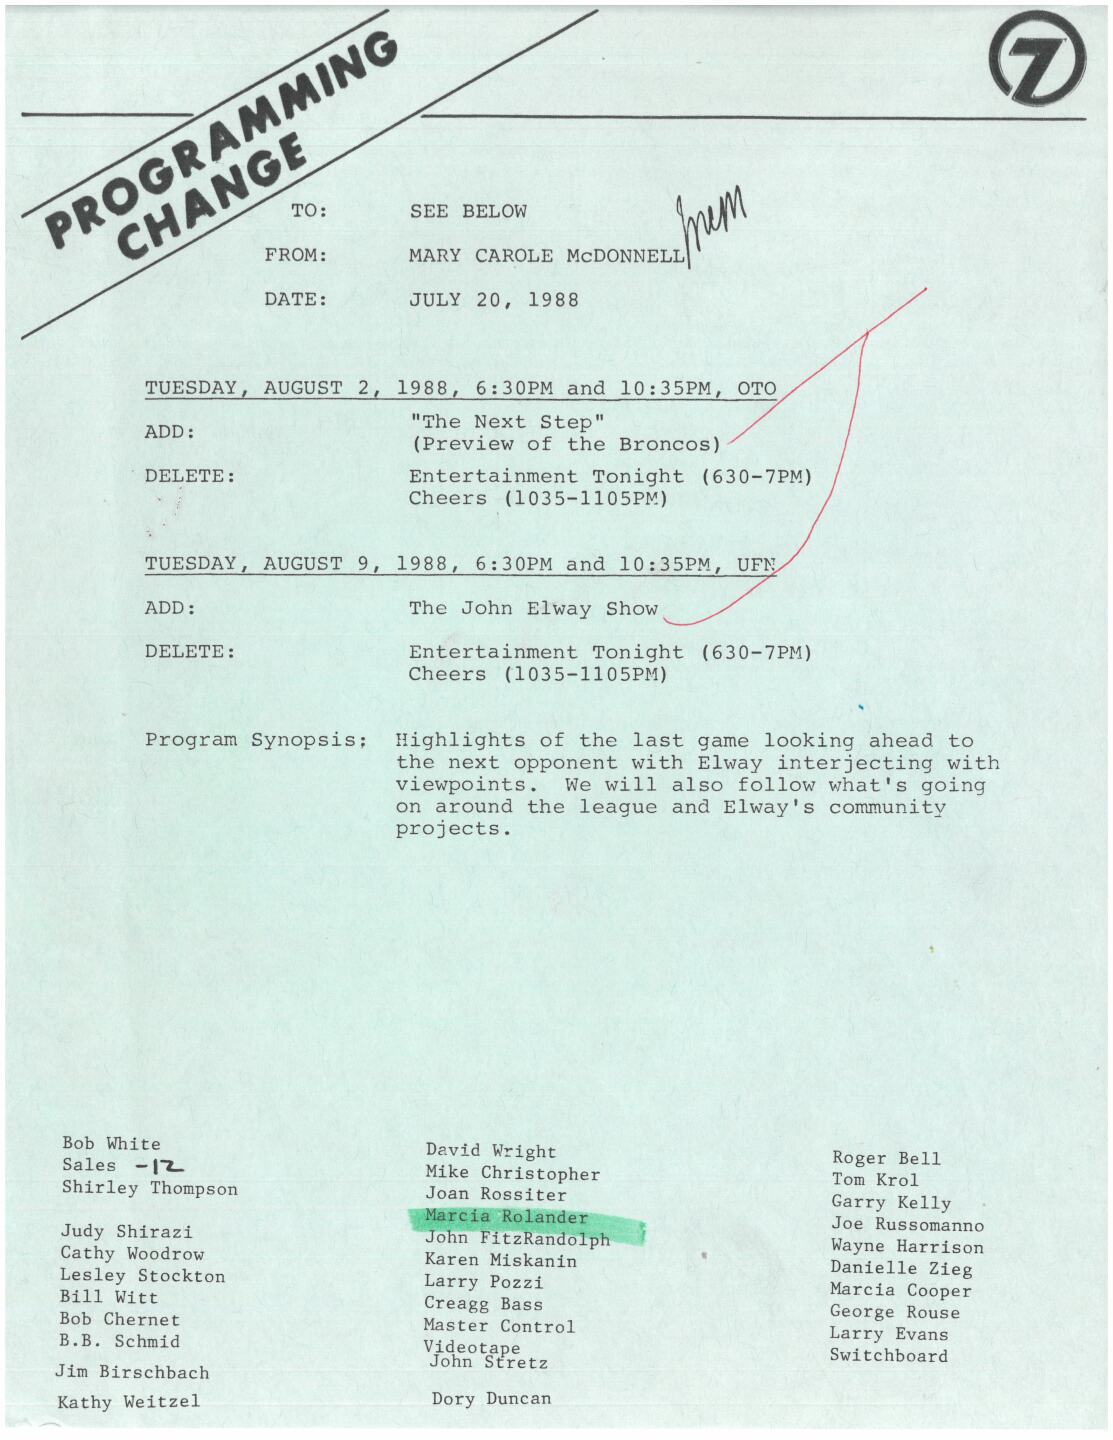 PROGRAMMING
CHANGE
7
TO: SEE BELOW
FROM: MARY CAROLE McDONNELL
DATE: JULY 20, 1988
TUESDAY, AUGUST 2, 1988, 6:30PM and 10:35PM, OTO
ADD: "The Next Step"
(Preview of the Broncos)
DELETE: Entertainment Tonight (630-7PM)
Cheers (1035-1105PM)
TUESDAY, AUGUST 9, 1988, 6:30PM and 10:35PM, UFN
ADD: The John Elway Show
DELETE: Entertainment Tonight (630-7PM)
Cheers (1035-1105PM)
Program Synopsis: Highlights of the last game looking ahead to
the next opponent with Elway interjecting with
viewpoints. We will also follow what's going
on around the league and Elway's community
projects.
Bob White
Sales -12
Shirley Thompson
Judy Shirazi
Cathy Woodrow
Lesley Stockton
Bill Witt
Bob Chernet
B.B. Schmid
Jim Birschbach
Kathy Weitzel
David Wright
Mike Christopher
Joan Rossiter
Marcia Rolander
John FitzRandolph
Karen Miskanin
Larry Pozzi
Creagg Bass
Master Control
Videotape
John Stretz
Dory Duncan
Roger Bell
Tom Krol
Garry Kelly
Joe Russomanno
Wayne Harrison
Danielle Zieg
Marcia Cooper
George Rouse
Larry Evans
Switchboard